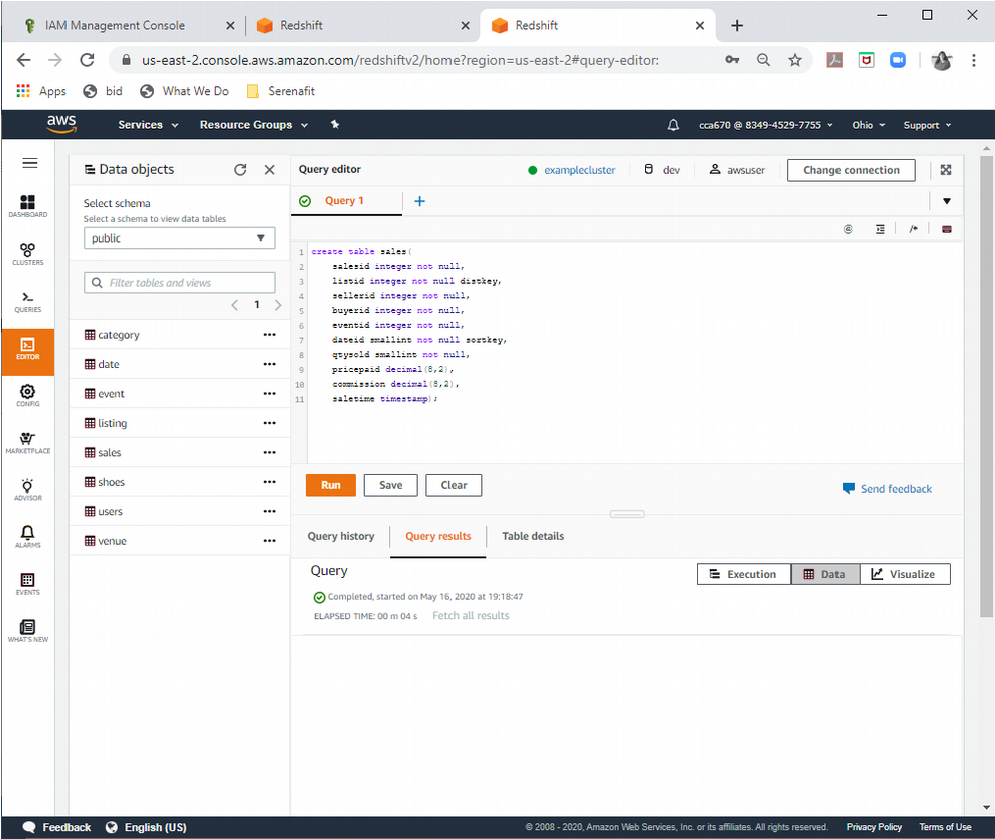 IAM Management Console
Redshift
Redshift
us-east-2.console.aws.amazon.com/redshiftv2/home?region=us-east-2#query-editor:
Apps
bid
What We Do
Serenafit
aws
Services
Resource Groups
cca670 @ 8349-4529-7755
Ohio
Support
DASHBOARD
CLUSTERS
QUERIES
EDITOR
CONFIG
MARKETPLACE
ADVISOR
ALARMS
EVENTS
WHAT'S NEW
Data objects
Select schema
Select a schema to view data tables
public
Filter tables and views
1
category
date
event
listing
sales
shoes
users
venue
Query editor
examplecluster
dev
awsuser
Change connection
Query 1
1 create table sales(
2 salesid integer not null,
3 listid integer not null distkey,
4 sellerid integer not null,
5 buyerid integer not null,
6 eventid integer not null,
7 dateid smallint not null sortkey,
8 qtysold smallint not null,
9 pricepaid decimal(8,2),
10 commission decimal(8,2),
11 saletime timestamp);
Run
Save
Clear
Send feedback
Query history
Query results
Table details
Query
Execution
Data
Visualize
Completed, started on May 16, 2020 at 19:18:47
ELAPSED TIME: 00 m 04 s
Fetch all results
Feedback
English (US)
© 2008 - 2020, Amazon Web Services, Inc. or its affiliates. All rights reserved.
Privacy Policy
Terms of Use